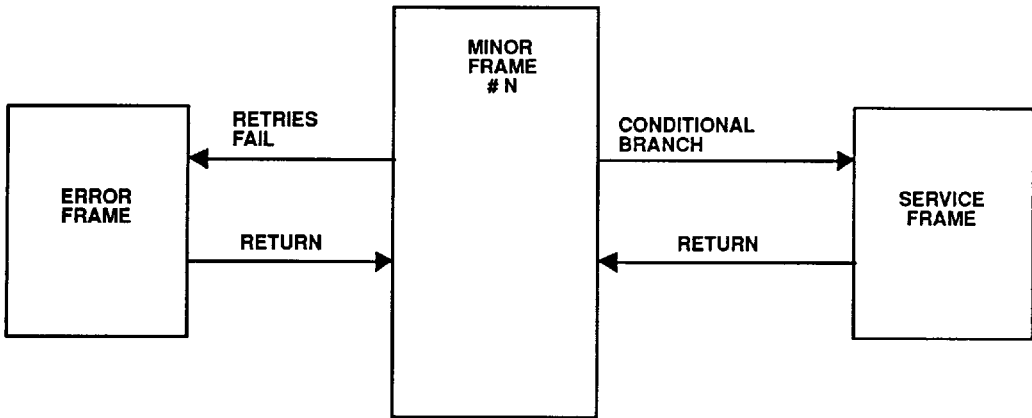 MINOR
FRAME
# N
RETRIES
FAIL
CONDITIONAL
BRANCH
ERROR
FRAME
SERVICE
FRAME
RETURN
RETURN